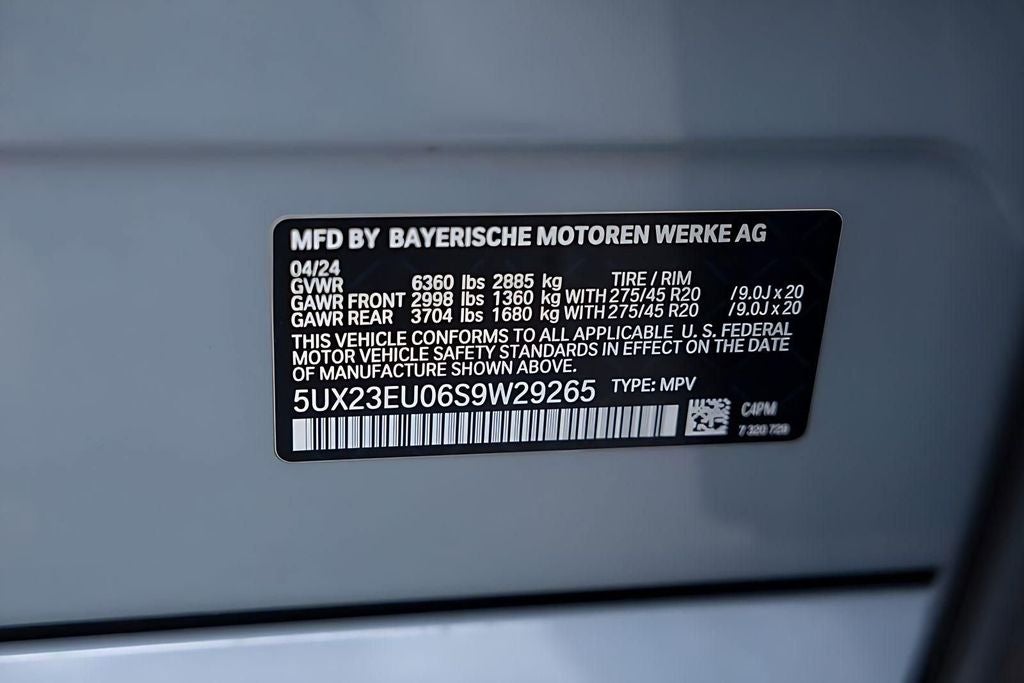 MFD BY BAYERISCHE MOTOREN WERKE AG
04/24
GVWR 6360 lbs 2885 kg TIRE / RIM
GAWR FRONT 2998 lbs 1360 kg WITH 275/45 R20 /9.0J x 20
GAWR REAR 3704 lbs 1680 kg WITH 275/45 R20 /9.0J x 20
THIS VEHICLE CONFORMS TO ALL APPLICABLE U. S. FEDERAL
MOTOR VEHICLE SAFETY STANDARDS IN EFFECT ON THE DATE
OF MANUFACTURE SHOWN ABOVE.
5UX23EU06S9W29265 TYPE: MPV
C4PM
7 320 729